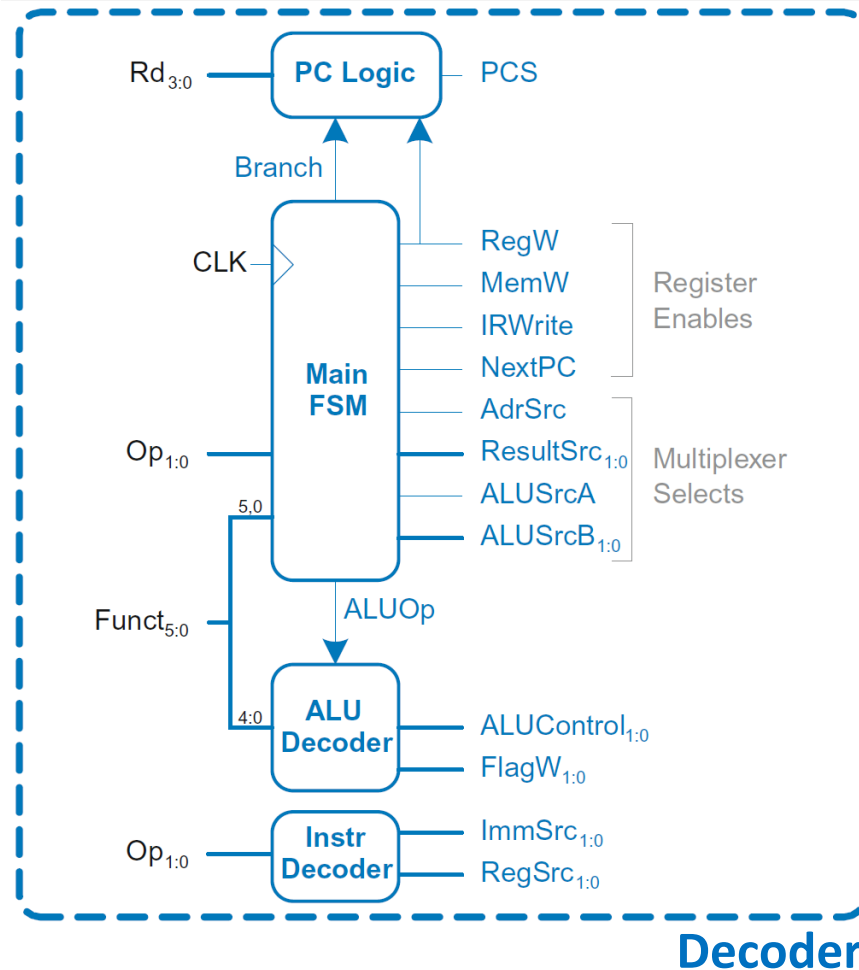 Rd3:0
PC Logic
PCS
Branch
CLK
RegW
MemW
IRWrite
NextPC
Register
Enables
Main
FSM
AdrSrc
Op1:0
ResultSrc1:0
ALUSrcA
ALUSrcB1:0
Multiplexer
Selects
5,0
Funct5:0
ALUOp
4:0
ALU
Decoder
ALUControl1:0
FlagW1:0
Op1:0
Instr
Decoder
ImmSrc1:0
RegSrc1:0
Decoder